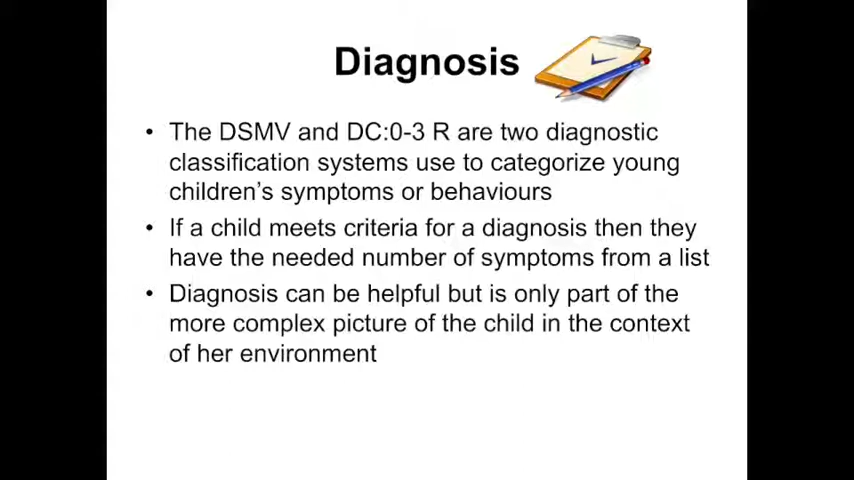 Diagnosis
• The DSMV and DC:0-3 R are two diagnostic
classification systems use to categorize young
children's symptoms or behaviours
• If a child meets criteria for a diagnosis then they
have the needed number of symptoms from a list
• Diagnosis can be helpful but is only part of the
more complex picture of the child in the context
of her environment